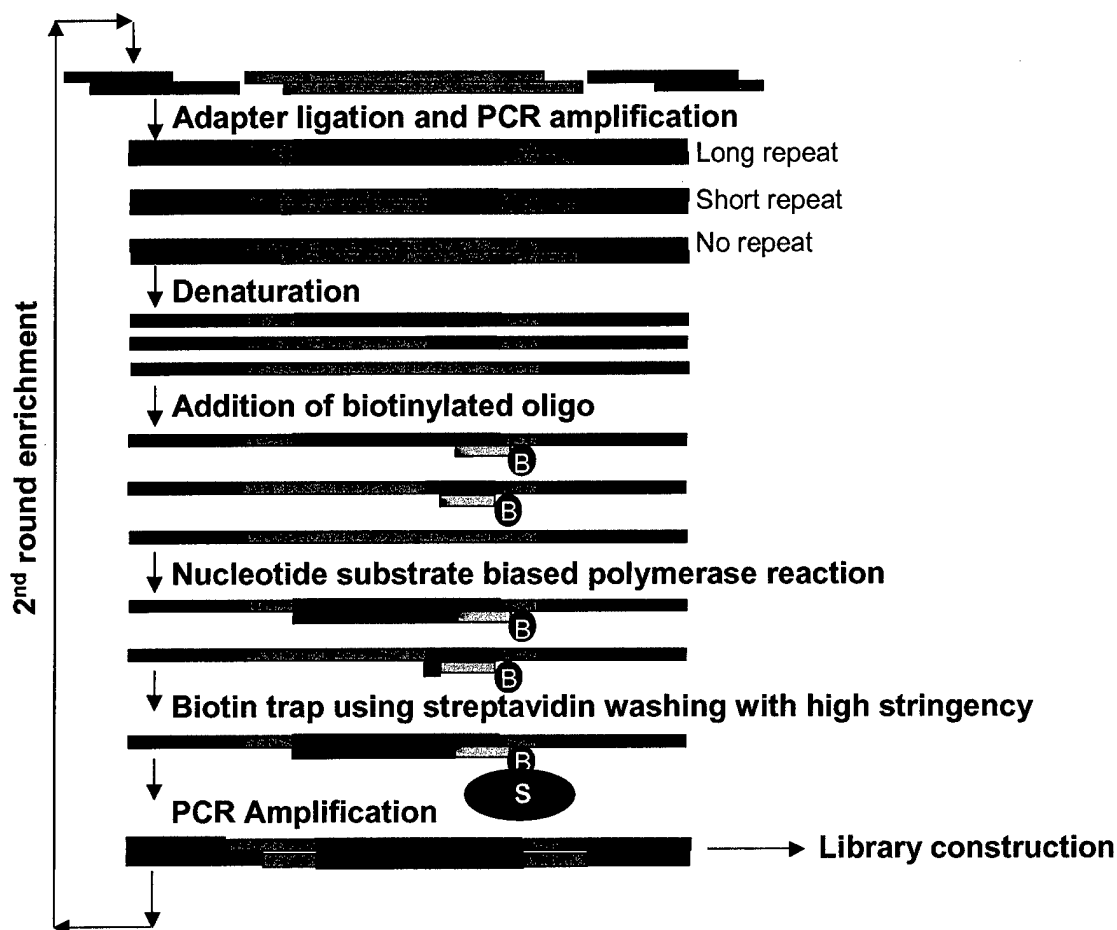 Adapter ligation and PCR amplification
Long repeat
Short repeat
No repeat
Denaturation
Addition of biotinylated oligo
B
B
Nucleotide substrate biased polymerase reaction
B
B
Biotin trap using streptavidin washing with high stringency
B
S
PCR Amplification
Library construction
2nd round enrichment